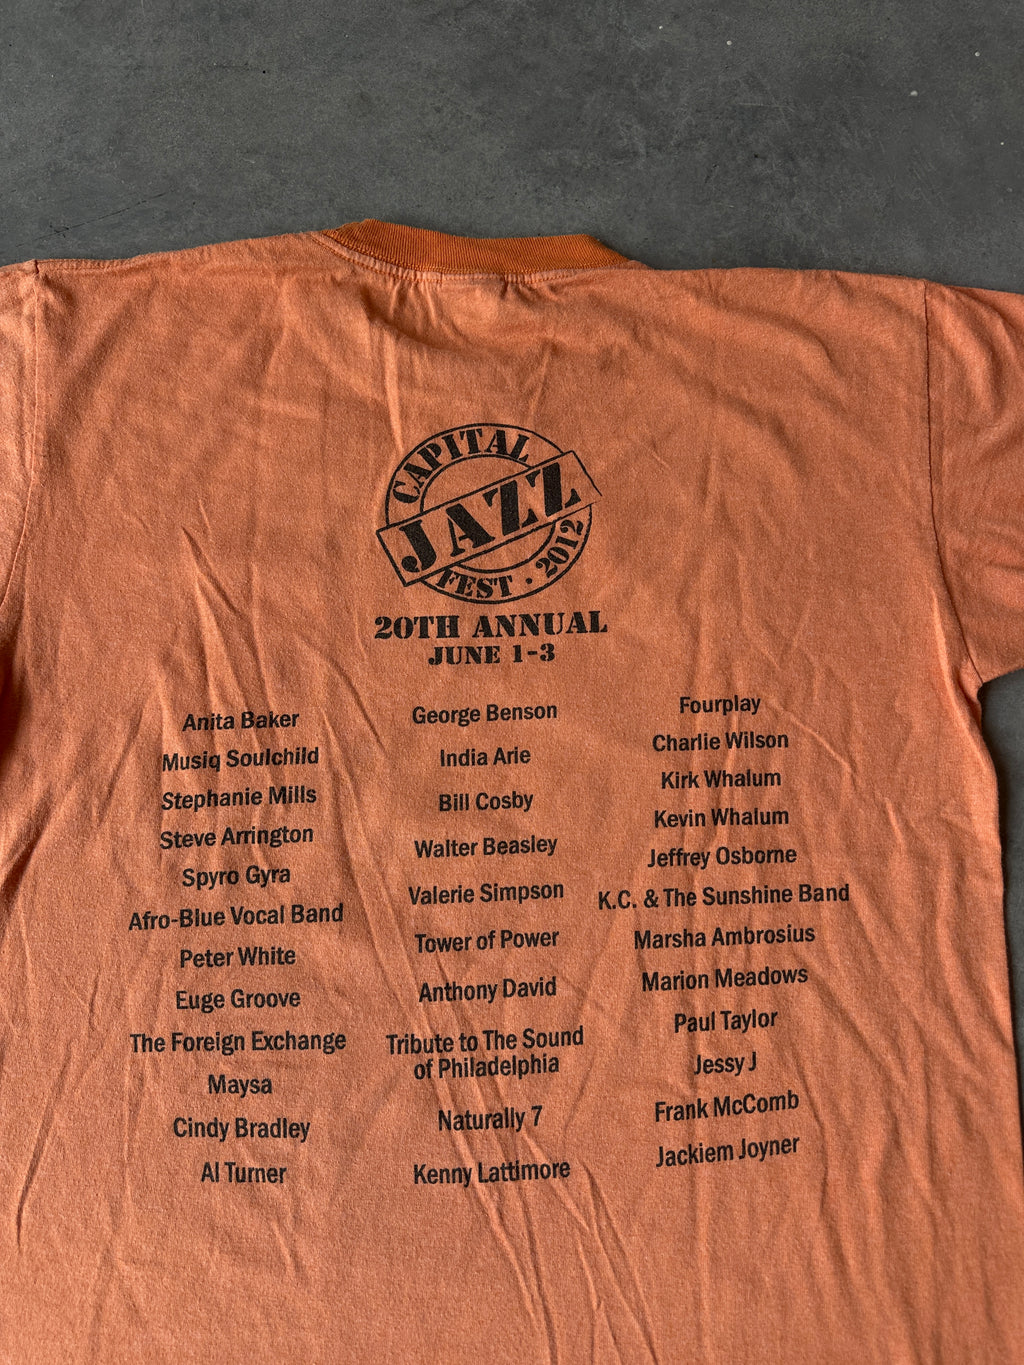 CAPITAL
JAZZ
FEST · 2012
20TH ANNUAL
JUNE 1-3
Anita Baker
Musiq Soulchild
Stephanie Mills
Steve Arrington
Spyro Gyra
Afro-Blue Vocal Band
Peter White
Euge Groove
The Foreign Exchange
Maysa
Cindy Bradley
Al Turner
George Benson
India Arie
Bill Cosby
Walter Beasley
Valerie Simpson
Tower of Power
Anthony David
Tribute to The Sound
of Philadelphia
Naturally 7
Kenny Lattimore
Fourplay
Charlie Wilson
Kirk Whalum
Kevin Whalum
Jeffrey Osborne
K.C. & The Sunshine Band
Marsha Ambrosius
Marion Meadows
Paul Taylor
Jessy J
Frank McComb
Jackiem Joyner